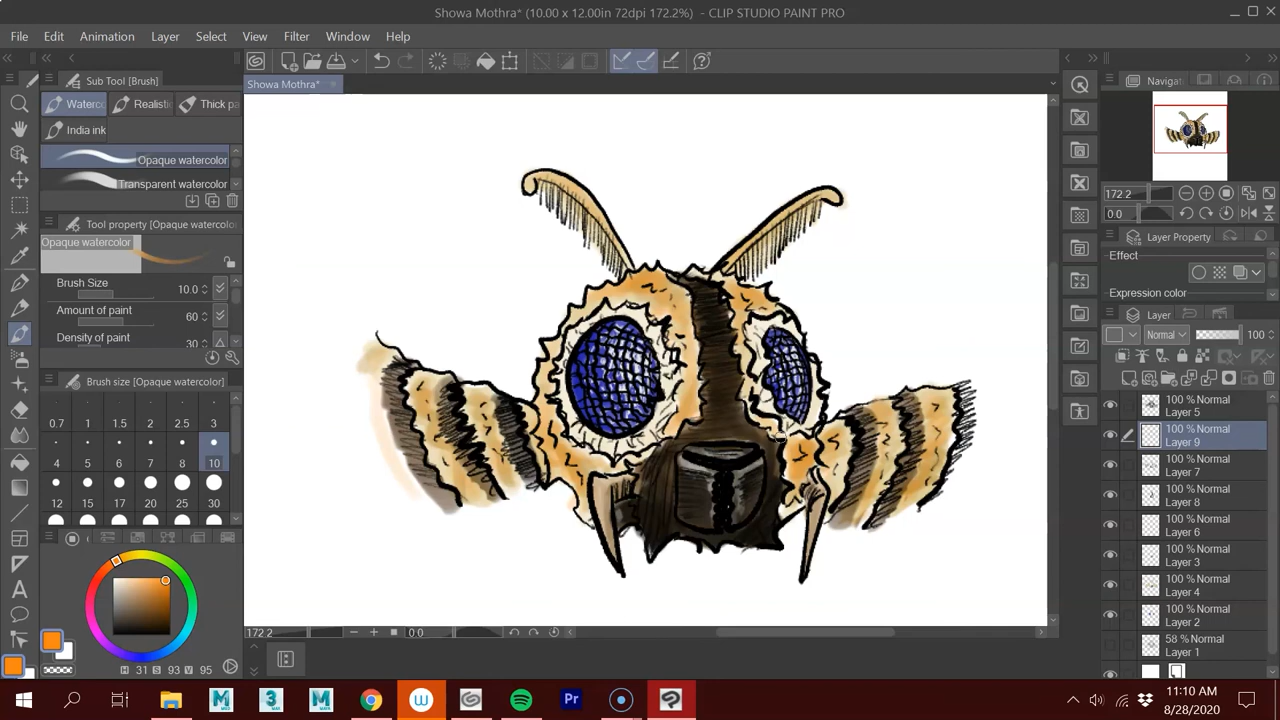 Showa Mothra* (10.00 x 12.00in 72dpi 172.2%) - CLIP STUDIO PAINT PRO
File Edit Animation Layer Select View Filter Window Help
Sub Tool [Brush]
Showa Mothra*
Navigat
Waterco Realisti Thick pa
India ink
Opaque watercolor
Transparent watercolor
172.2
0.0
Tool property [Opaque watercolor
Opaque watercolor
Layer Property
Effect
Brush Size 10.0
Expression color
Amount of paint 60
Layer
Density of paint 30
Normal 100
Brush size [Opaque watercolor]
0.7 1 1.5 2 2.5 3
4 5 6 7 8 10
12 15 17 20 25 30
100 % Normal
Layer 5
100 % Normal
Layer 9
100 % Normal
Layer 7
100 % Normal
Layer 8
100 % Normal
Layer 6
100 % Normal
Layer 3
100 % Normal
Layer 4
100 % Normal
Layer 2
58 % Normal
Layer 1
172.2 0.0
H 31 S 93 V 95
11:10 AM
8/28/2020